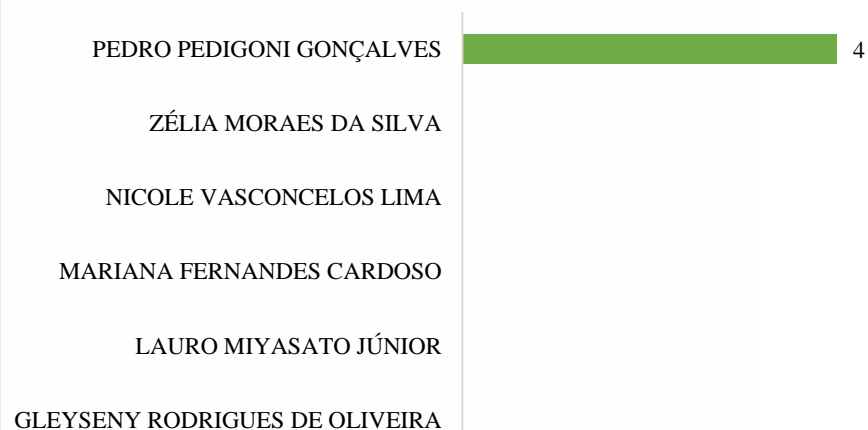 PEDRO PEDIGONI GONÇALVES 4
ZÉLIA MORAES DA SILVA
NICOLE VASCONCELOS LIMA
MARIANA FERNANDES CARDOSO
LAURO MIYASATO JÚNIOR
GLEYSENY RODRIGUES DE OLIVEIRA